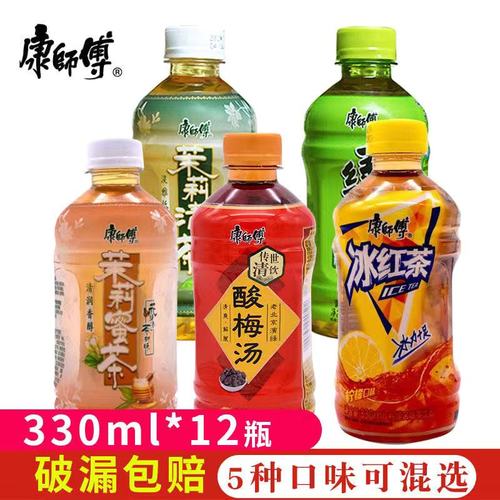 康師傅®
康師傅
茉莉清茶
康師傅
绿
康師傅
茉莉蜜茶
清润香醇
康師傅
传世清饮
酸梅汤
老北京风味
康師傅
冰红茶
ICE TEA
柠檬口味
330ml*12瓶
破漏包赔
5种口味可混选